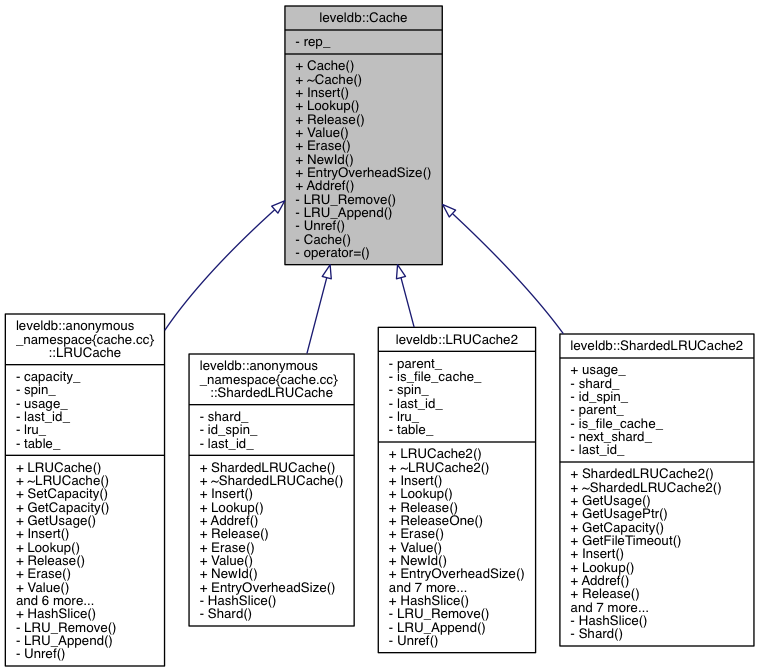 leveldb::Cache
- rep_
+ Cache()
+ ~Cache()
+ Insert()
+ Lookup()
+ Release()
+ Value()
+ Erase()
+ NewId()
+ EntryOverheadSize()
+ Addref()
- LRU_Remove()
- LRU_Append()
- Unref()
- Cache()
- operator=()
leveldb::anonymous
_namespace{cache.cc}
::LRUCache
- capacity_
- spin_
- usage_
- last_id_
- lru_
- table_
+ LRUCache()
+ ~LRUCache()
+ SetCapacity()
+ GetCapacity()
+ GetUsage()
+ Insert()
+ Lookup()
+ Release()
+ Erase()
+ Value()
and 6 more...
+ HashSlice()
- LRU_Remove()
- LRU_Append()
- Unref()
leveldb::anonymous
_namespace{cache.cc}
::ShardedLRUCache
- shard_
- id_spin_
- last_id_
+ ShardedLRUCache()
+ ~ShardedLRUCache()
+ Insert()
+ Lookup()
+ Addref()
+ Release()
+ Erase()
+ Value()
+ NewId()
+ EntryOverheadSize()
- HashSlice()
- Shard()
leveldb::LRUCache2
- parent_
- is_file_cache_
- spin_
- last_id_
- lru_
- table_
+ LRUCache2()
+ ~LRUCache2()
+ Insert()
+ Lookup()
+ Release()
+ ReleaseOne()
+ Erase()
+ Value()
+ NewId()
+ EntryOverheadSize()
and 7 more...
+ HashSlice()
- LRU_Remove()
- LRU_Append()
- Unref()
leveldb::ShardedLRUCache2
+ usage_
- shard_
- id_spin_
- parent_
- is_file_cache_
- next_shard_
- last_id_
+ ShardedLRUCache2()
+ ~ShardedLRUCache2()
+ GetUsage()
+ GetUsagePtr()
+ GetCapacity()
+ GetFileTimeout()
+ Insert()
+ Lookup()
+ Addref()
+ Release()
and 7 more...
- HashSlice()
- Shard()